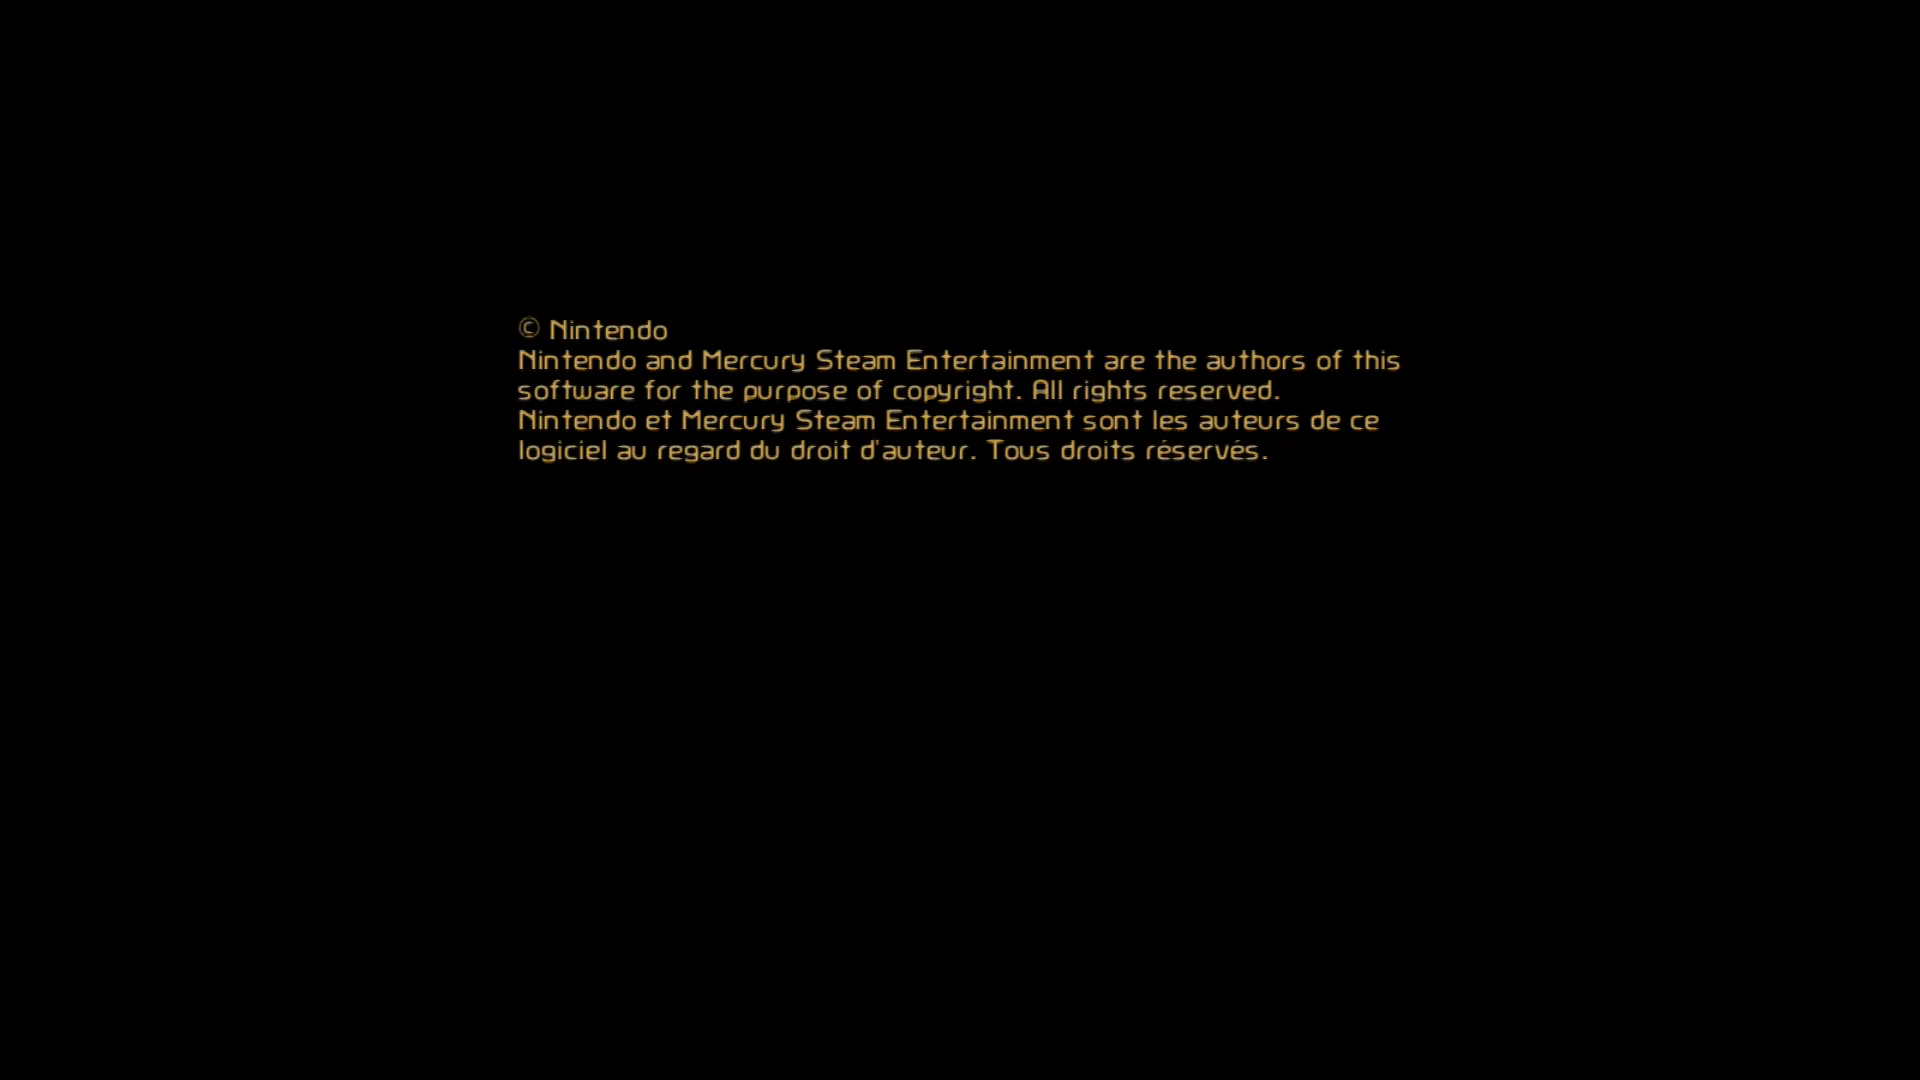 © Nintendo
Nintendo and Mercury Steam Entertainment are the authors of this
software for the purpose of copyright. All rights reserved.
Nintendo et Mercury Steam Entertainment sont les auteurs de ce
logiciel au regard du droit d'auteur. Tous droits réservés.